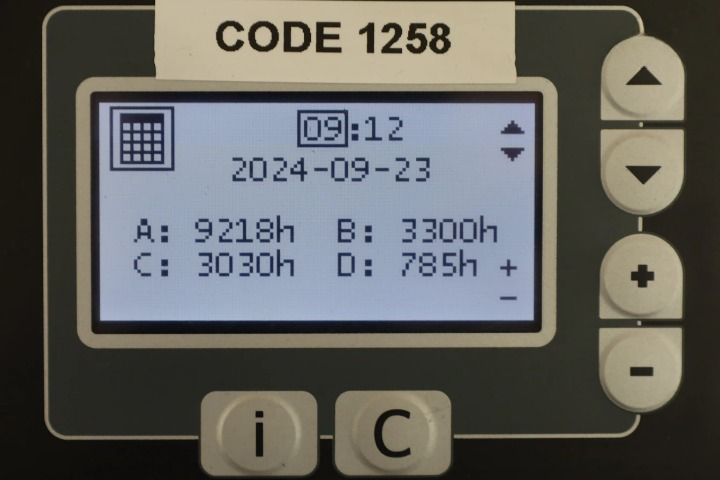 CODE 1258
09:12
2024-09-23
A: 9218h B: 3300h
C: 3030h D: 785h +
-
+
-
i C